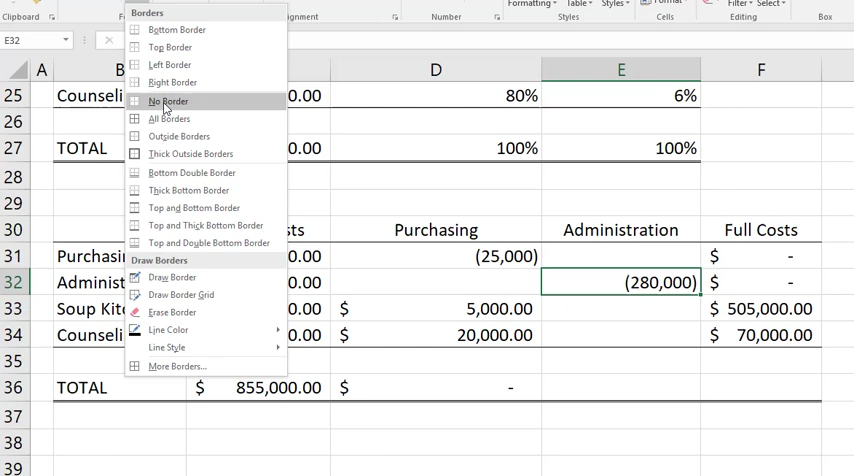 Formatting Table Styles Format Filter Select
Clipboard Alignment Number Styles Cells Editing Box
E32
Borders
Bottom Border
Top Border
Left Border
Right Border
No Border
All Borders
Outside Borders
Thick Outside Borders
Bottom Double Border
Thick Bottom Border
Top and Bottom Border
Top and Thick Bottom Border
Top and Double Bottom Border
Draw Borders
Draw Border
Draw Border Grid
Erase Border
Line Color
Line Style
More Borders...
A B D E F
25 80% 6%
26
27 TOTAL 100% 100%
28
29
30 Purchasing Administration Full Costs
31 (25,000) $ -
32 (280,000) $ -
33 Soup $ 5,000.00 $ 505,000.00
34 $ 20,000.00 $ 70,000.00
35
36 TOTAL $ 855,000.00 $ -
37
38
39